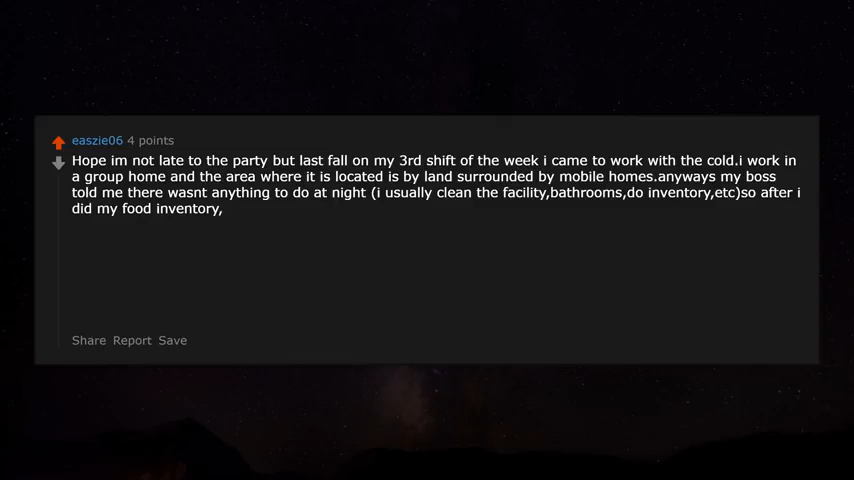 easzie06 4 points
Hope im not late to the party but last fall on my 3rd shift of the week i came to work with the cold.i work in
a group home and the area where it is located is by land surrounded by mobile homes.anyways my boss
told me there wasnt anything to do at night (i usually clean the facility,bathrooms,do inventory,etc)so after i
did my food inventory,
Share Report Save